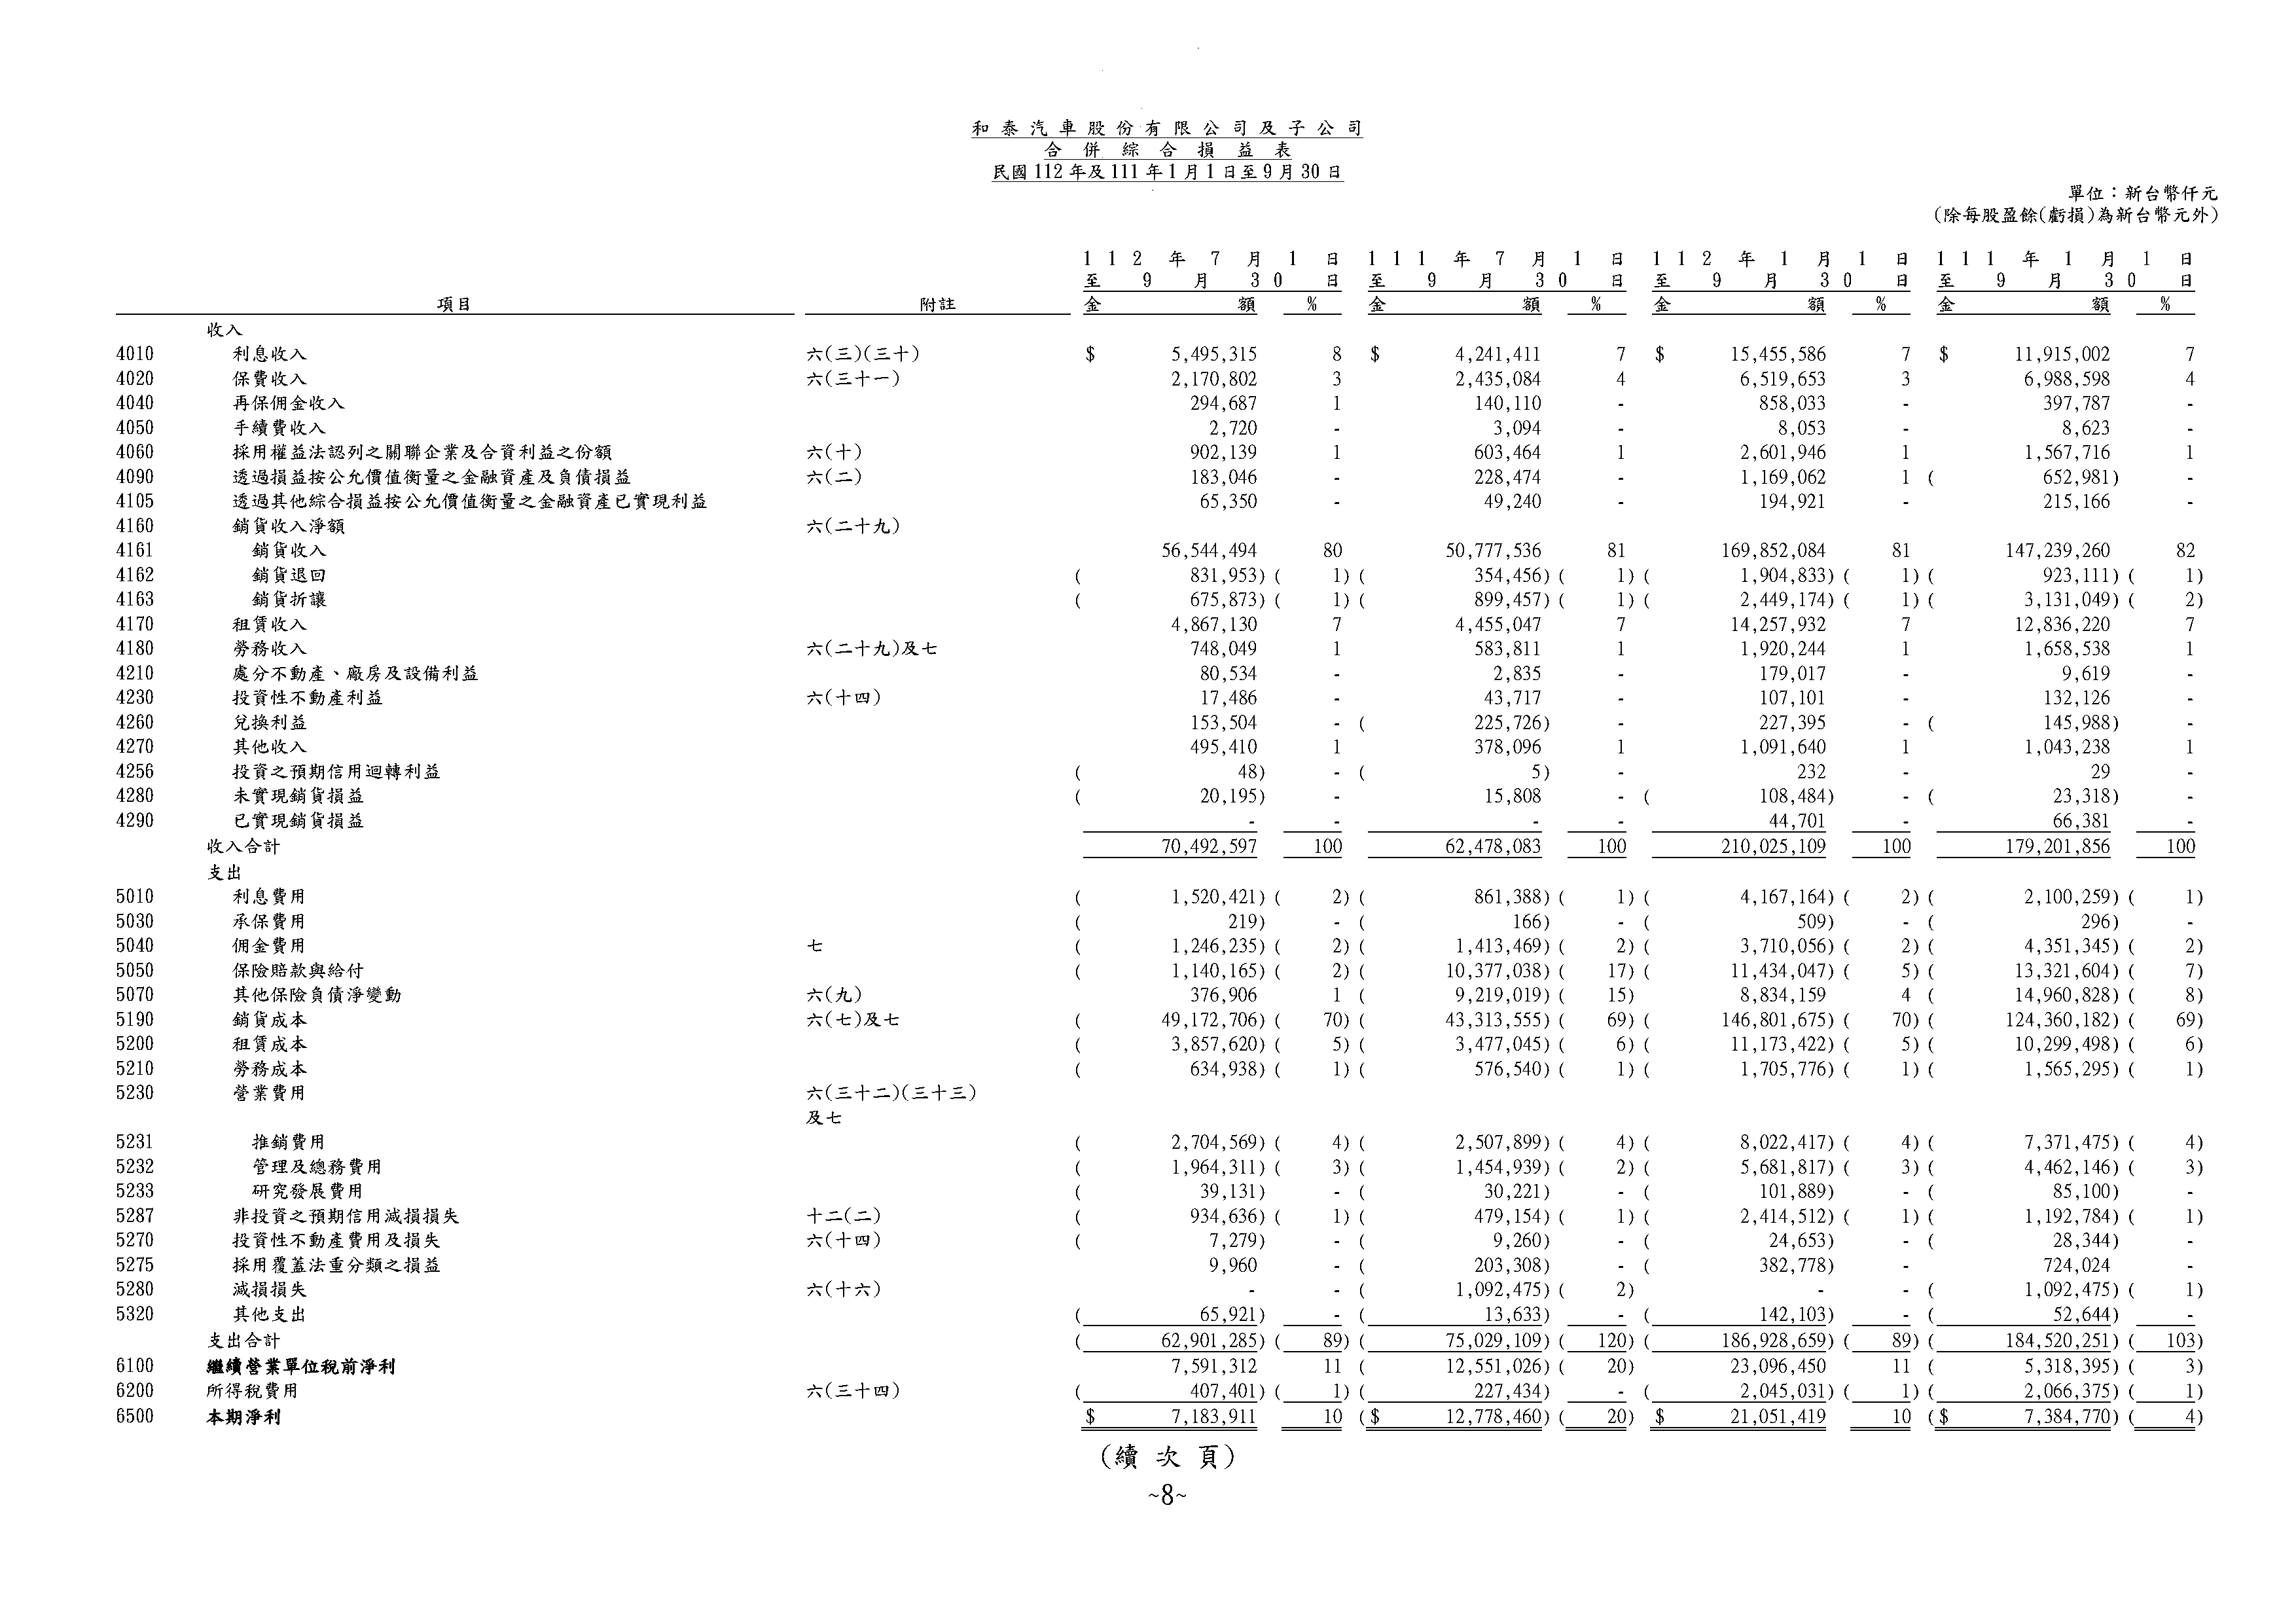 和泰汽車股份有限公司及子公司
合併綜合損益表
民國112年及111年1月1日至9月30日
單位：新台幣仟元
(除每股盈餘(虧損)為新台幣元外)
112年7月1日 111年7月1日 112年1月1日 111年1月1日
至9月30日 至9月30日 至9月30日 至9月30日
項目 附註 金額 % 金額 % 金額 % 金額 %
收入
4010 利息收入 六(三)(三十) $ 5,495,315 8 $ 4,241,411 7 $ 15,455,586 7 $ 11,915,002 7
4020 保費收入 六(三十一) 2,170,802 3 2,435,084 4 6,519,653 3 6,988,598 4
4040 再保佣金收入 294,687 1 140,110 - 858,033 - 397,787 -
4050 手續費收入 2,720 - 3,094 - 8,053 - 8,623 -
4060 採用權益法認列之關聯企業及合資利益之份額 六(十) 902,139 1 603,464 1 2,601,946 1 1,567,716 1
4090 透過損益按公允價值衡量之金融資產及負債損益 六(二) 183,046 - 228,474 - 1,169,062 1 ( 652,981) -
4105 透過其他綜合損益按公允價值衡量之金融資產已實現利益 65,350 - 49,240 - 194,921 - 215,166 -
4160 銷貨收入淨額 六(二十九)
4161 銷貨收入 56,544,494 80 50,777,536 81 169,852,084 81 147,239,260 82
4162 銷貨退回 ( 831,953) ( 1) ( 354,456) ( 1) ( 1,904,833) ( 1) ( 923,111) ( 1)
4163 銷貨折讓 ( 675,873) ( 1) ( 899,457) ( 1) ( 2,449,174) ( 1) ( 3,131,049) ( 2)
4170 租賃收入 4,867,130 7 4,455,047 7 14,257,932 7 12,836,220 7
4180 勞務收入 六(二十九)及七 748,049 1 583,811 1 1,920,244 1 1,658,538 1
4210 處分不動產、廠房及設備利益 80,534 - 2,835 - 179,017 - 9,619 -
4230 投資性不動產利益 六(十四) 17,486 - 43,717 - 107,101 - 132,126 -
4260 兌換利益 153,504 - ( 225,726) - 227,395 - ( 145,988) -
4270 其他收入 495,410 1 378,096 1 1,091,640 1 1,043,238 1
4256 投資之預期信用迴轉利益 ( 48) - ( 5) - 232 - 29 -
4280 未實現銷貨損益 ( 20,195) - 15,808 - ( 108,484) - ( 23,318) -
4290 已實現銷貨損益 - - - - 44,701 - 66,381 -
收入合計 70,492,597 100 62,478,083 100 210,025,109 100 179,201,856 100
支出
5010 利息費用 ( 1,520,421) ( 2) ( 861,388) ( 1) ( 4,167,164) ( 2) ( 2,100,259) ( 1)
5030 承保費用 ( 219) - ( 166) - ( 509) - ( 296) -
5040 佣金費用 七 ( 1,246,235) ( 2) ( 1,413,469) ( 2) ( 3,710,056) ( 2) ( 4,351,345) ( 2)
5050 保險賠款與給付 ( 1,140,165) ( 2) ( 10,377,038) ( 17) ( 11,434,047) ( 5) ( 13,321,604) ( 7)
5070 其他保險負債淨變動 六(九) 376,906 1 ( 9,219,019) ( 15) 8,834,159 4 ( 14,960,828) ( 8)
5190 銷貨成本 六(七)及七 ( 49,172,706) ( 70) ( 43,313,555) ( 69) ( 146,801,675) ( 70) ( 124,360,182) ( 69)
5200 租賃成本 ( 3,857,620) ( 5) ( 3,477,045) ( 6) ( 11,173,422) ( 5) ( 10,299,498) ( 6)
5210 勞務成本 ( 634,938) ( 1) ( 576,540) ( 1) ( 1,705,776) ( 1) ( 1,565,295) ( 1)
5230 營業費用 六(三十二)(三十三)
及七
5231 推銷費用 ( 2,704,569) ( 4) ( 2,507,899) ( 4) ( 8,022,417) ( 4) ( 7,371,475) ( 4)
5232 管理及總務費用 ( 1,964,311) ( 3) ( 1,454,939) ( 2) ( 5,681,817) ( 3) ( 4,462,146) ( 3)
5233 研究發展費用 ( 39,131) - ( 30,221) - ( 101,889) - ( 85,100) -
5287 非投資之預期信用減損損失 十二(二) ( 934,636) ( 1) ( 479,154) ( 1) ( 2,414,512) ( 1) ( 1,192,784) ( 1)
5270 投資性不動產費用及損失 六(十四) ( 7,279) - ( 9,260) - ( 24,653) - ( 28,344) -
5275 採用覆蓋法重分類之損益 9,960 - ( 203,308) - ( 382,778) - 724,024 -
5280 減損損失 六(十六) - - ( 1,092,475) ( 2) - - ( 1,092,475) ( 1)
5320 其他支出 ( 65,921) - ( 13,633) - ( 142,103) - ( 52,644) -
支出合計 ( 62,901,285) ( 89) ( 75,029,109) ( 120) ( 186,928,659) ( 89) ( 184,520,251) ( 103)
6100 繼續營業單位稅前淨利 7,591,312 11 ( 12,551,026) ( 20) 23,096,450 11 ( 5,318,395) ( 3)
6200 所得稅費用 六(三十四) ( 407,401) ( 1) ( 227,434) - ( 2,045,031) ( 1) ( 2,066,375) ( 1)
6500 本期淨利 $ 7,183,911 10 ($ 12,778,460) ( 20) $ 21,051,419 10 ($ 7,384,770) ( 4)
(續次頁)
~8~